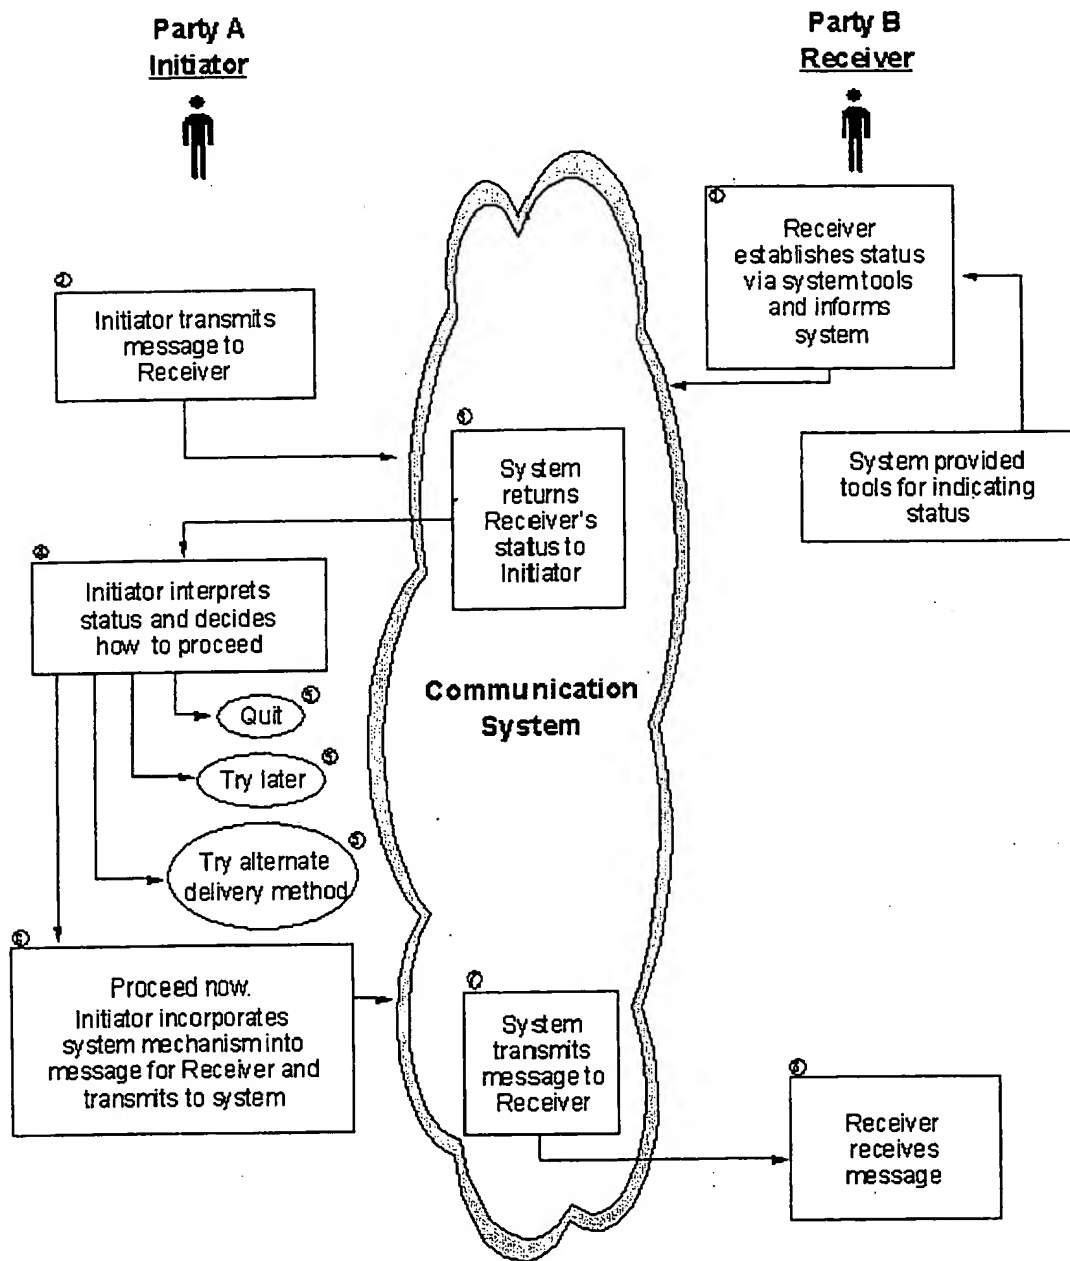 Party A
Initiator
Party B
Receiver
Receiver
establishes status
via system tools
and informs
system
Initiator transmits
message to
Receiver
System provided
tools for indicating
status
System
returns
Receiver's
status to
Initiator
Initiator interprets
status and decides
how to proceed
Communication
System
Quit
Try later
Try alternate
delivery method
Proceed now.
Initiator incorporates
system mechanism into
message for Receiver and
transmits to system
System
transmits
message to
Receiver
Receiver
receives
message